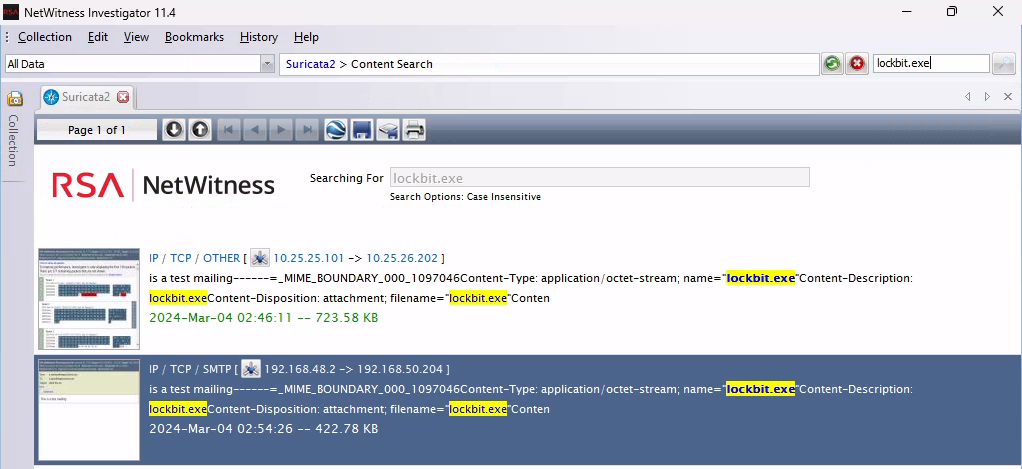 RSA NetWitness Investigator 11.4
Collection Edit View Bookmarks History Help
All Data Suricata2 > Content Search lockbit.exe
Suricata2
Collection
Page 1 of 1
RSA NetWitness Searching For lockbit.exe
Search Options: Case Insensitive
IP / TCP / OTHER [ 10.25.25.101 -> 10.25.26.202 ]
is a test mailing------=_MIME_BOUNDARY_000_1097046Content-Type: application/octet-stream; name="lockbit.exe"Content-Description:
lockbit.exeContent-Disposition: attachment; filename="lockbit.exe"Conten
2024-Mar-04 02:46:11 -- 723.58 KB
IP / TCP / SMTP [ 192.168.48.2 -> 192.168.50.204 ]
is a test mailing------=_MIME_BOUNDARY_000_1097046Content-Type: application/octet-stream; name="lockbit.exe"Content-Description:
lockbit.exeContent-Disposition: attachment; filename="lockbit.exe"Conten
2024-Mar-04 02:54:26 -- 422.78 KB